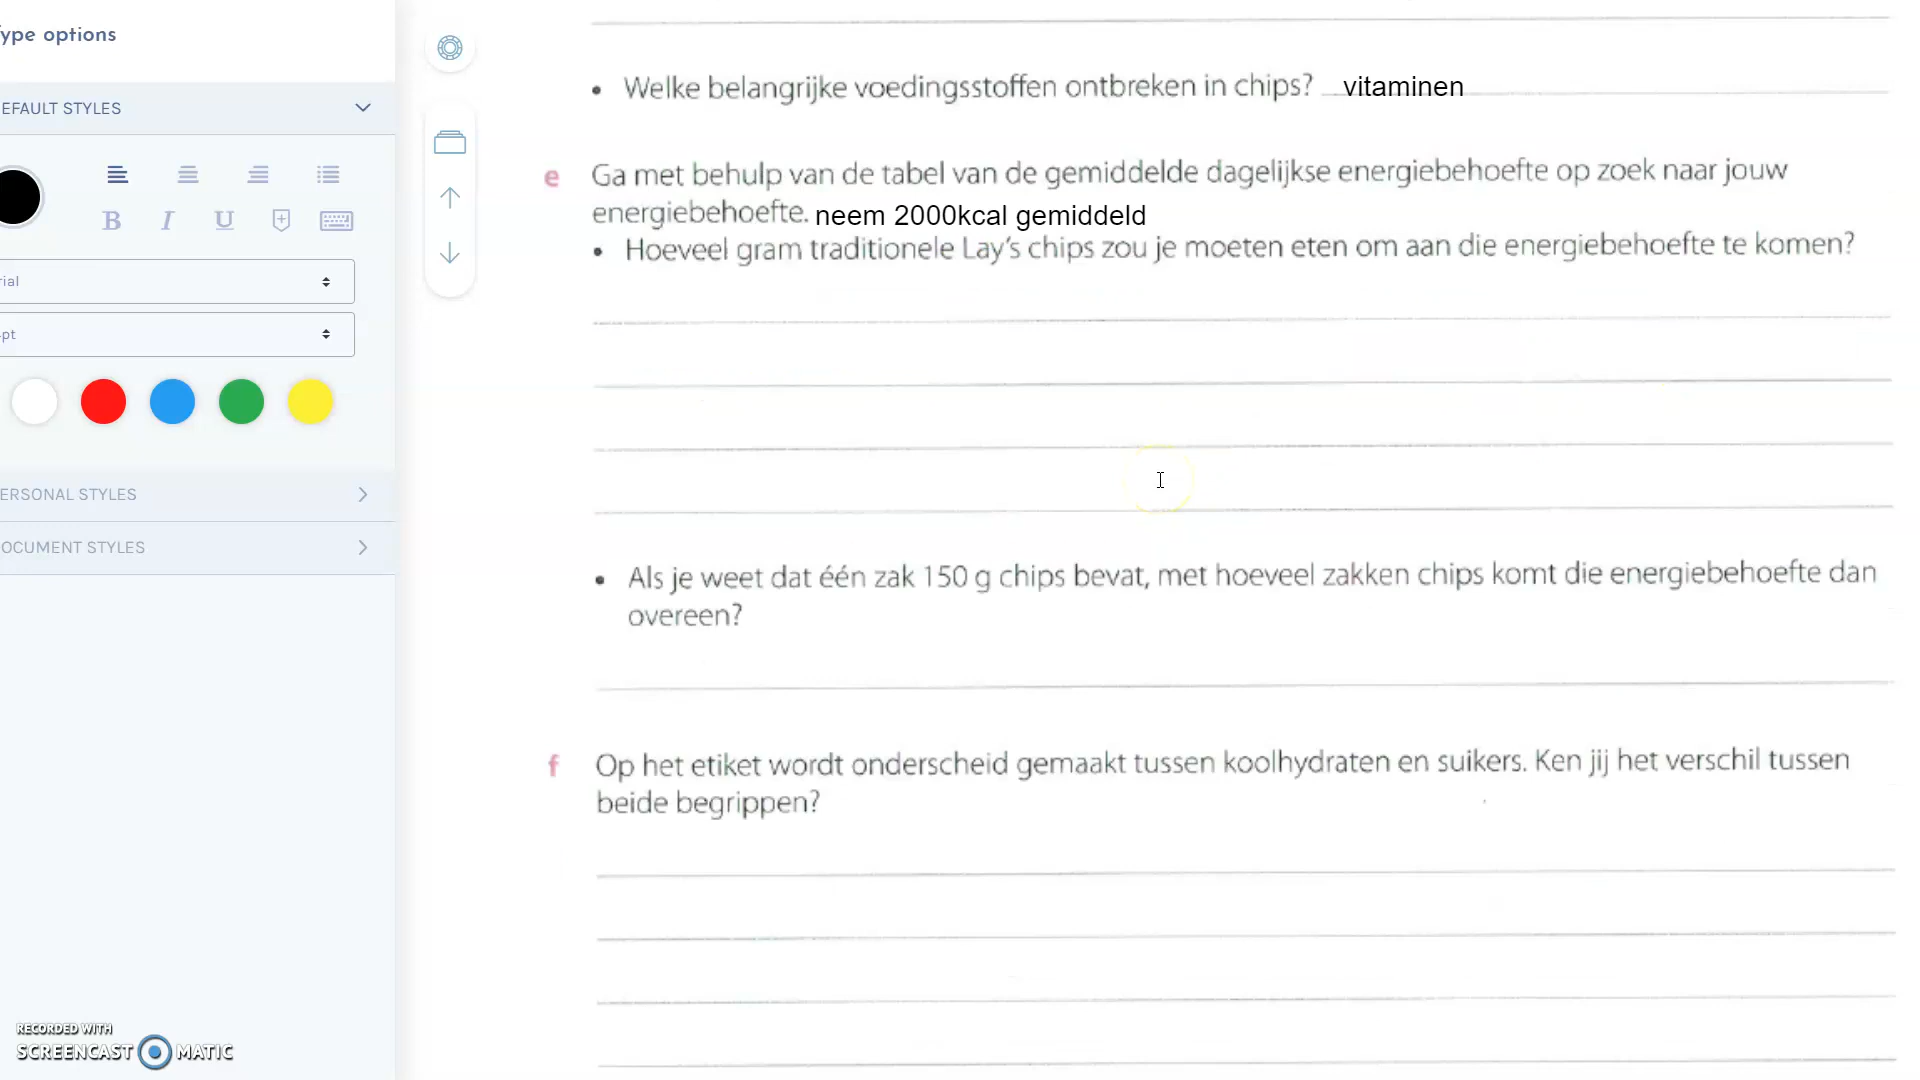 ype options
EFAULT STYLES
B I U
rial
pt
ERSONAL STYLES
OCUMENT STYLES
• Welke belangrijke voedingsstoffen ontbreken in chips? vitaminen
e Ga met behulp van de tabel van de gemiddelde dagelijkse energiebehoefte op zoek naar jouw
energiebehoefte. neem 2000kcal gemiddeld
• Hoeveel gram traditionele Lay's chips zou je moeten eten om aan die energiebehoefte te komen?
• Als je weet dat één zak 150 g chips bevat, met hoeveel zakken chips komt die energiebehoefte dan
overeen?
f Op het etiket wordt onderscheid gemaakt tussen koolhydraten en suikers. Ken jij het verschil tussen
beide begrippen?
RECORDED WITH
SCREENCAST MATIC